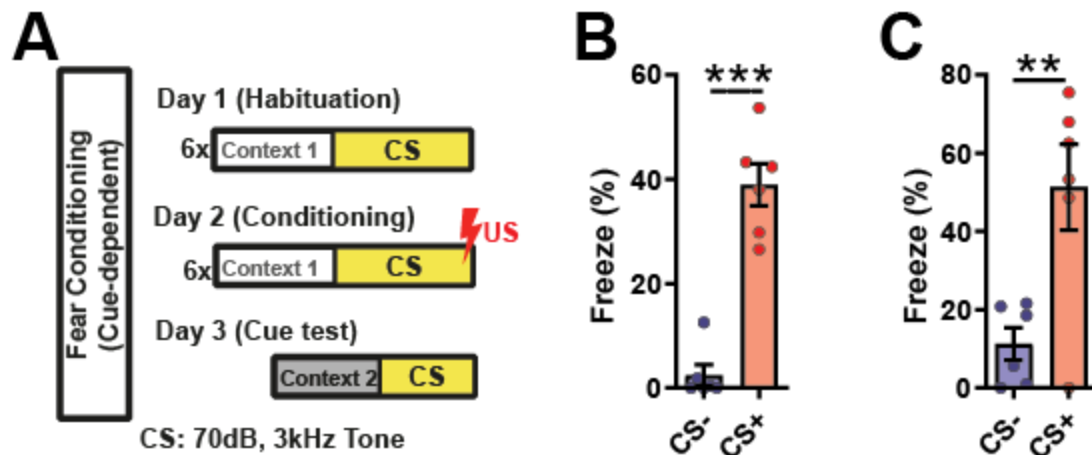 A
Fear Conditioning
(Cue-dependent)
Day 1 (Habituation)
6x Context 1 CS
Day 2 (Conditioning)
US
6x Context 1 CS
Day 3 (Cue test)
Context 2 CS
CS: 70dB, 3kHz Tone
B
Freeze (%)
60
40
20
0
***
CS-
CS+
C
Freeze (%)
80
60
40
20
0
**
CS-
CS+